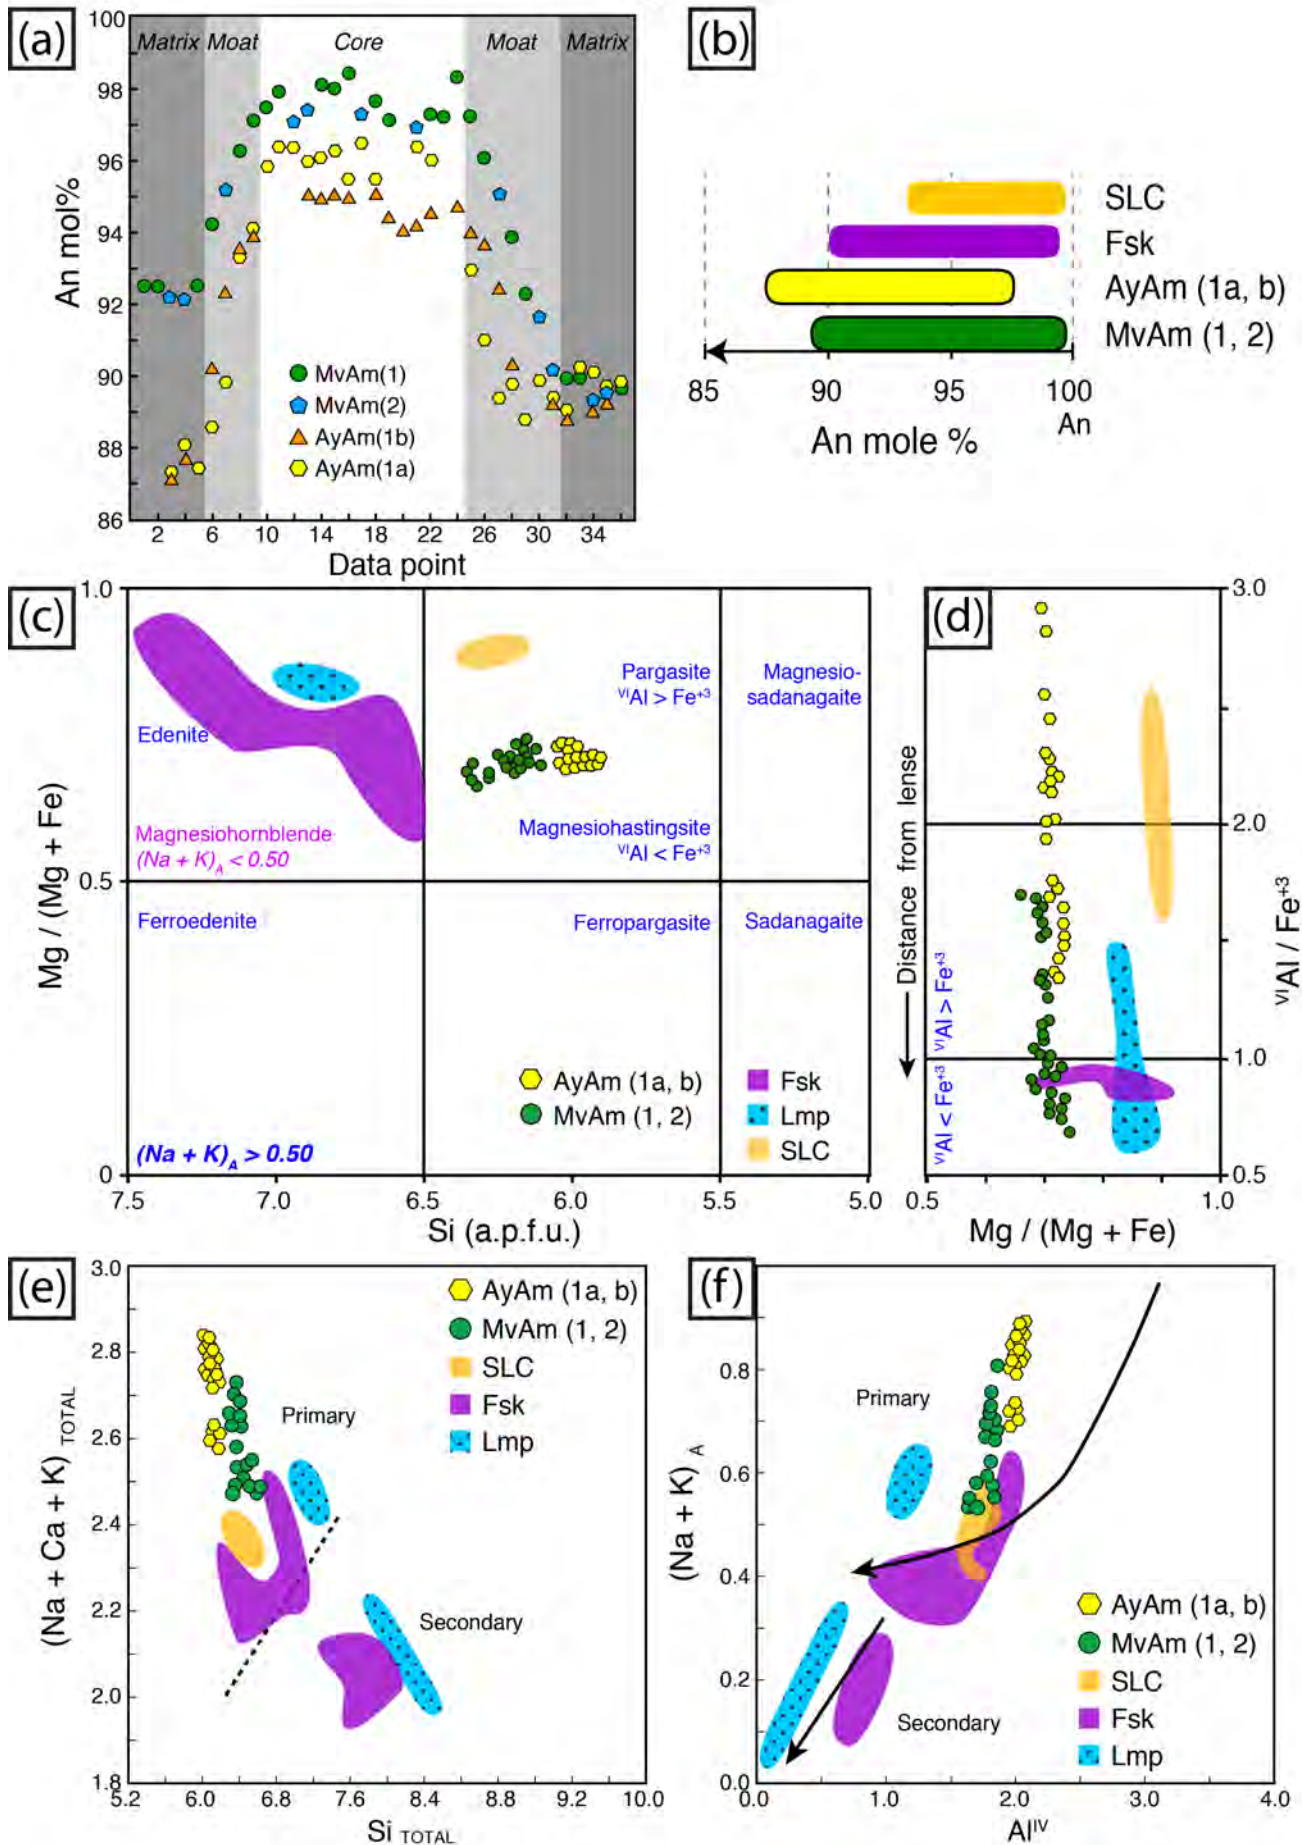 (a)
100
98
96
94
92
90
88
86
An mol%
Matrix Moat Core Moat Matrix
MvAm(1)
MvAm(2)
AyAm(1b)
AyAm(1a)
2 6 10 14 18 22 26 30 34
Data point
(b)
SLC
Fsk
AyAm (1a, b)
MvAm (1, 2)
85 90 95 100
An
An mole %
(c)
1.0
0.5
0
Mg / (Mg + Fe)
Edenite
Pargasite
ⱽᴵAl > Fe⁺³
Magnesio-
sadanagaite
Magnesiohornblende
(Na + K)A < 0.50
Magnesiohastingsite
ⱽᴵAl < Fe⁺³
Ferroedenite
Ferropargasite
Sadanagaite
AyAm (1a, b)
MvAm (1, 2)
Fsk
Lmp
SLC
(Na + K)A > 0.50
7.5 7.0 6.5 6.0 5.5 5.0
Si (a.p.f.u.)
(d)
3.0
2.0
1.0
0.5
ⱽᴵAl / Fe⁺³
Distance from lense
ⱽᴵAl > Fe⁺³
ⱽᴵAl < Fe⁺³
0.5 1.0
Mg / (Mg + Fe)
(e)
3.0
2.8
2.6
2.4
2.2
2.0
1.8
(Na + Ca + K) TOTAL
AyAm (1a, b)
MvAm (1, 2)
SLC
Fsk
Lmp
Primary
Secondary
5.2 6.0 6.8 7.6 8.4 8.8 9.2 10.0
Si TOTAL
(f)
0.8
0.6
0.4
0.2
0.0
(Na + K) A
Primary
Secondary
AyAm (1a, b)
MvAm (1, 2)
SLC
Fsk
Lmp
0.0 1.0 2.0 3.0 4.0
Alᴵⱽ